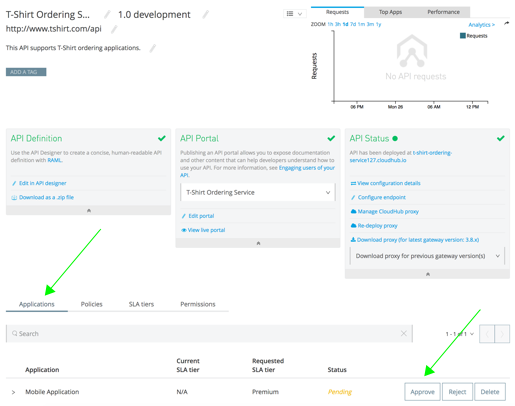 T-Shirt Ordering S...
1.0 development
http://www.tshirt.com/api
This API supports T-Shirt ordering applications.
ADD A TAG
Requests
Top Apps
Performance
ZOOM 1h 3h 1d 7d 1m 3m 1y
Analytics >
Requests
Requests
No API requests
06 PM
Mon 28
06 AM
12 PM
API Definition
Use the API Designer to create a concise, human-readable API
definition with RAML.
Edit in API designer
Download as a .zip file
API Portal
Publishing an API portal allows you to expose documentation
and other content that can help developers understand how to
use your API. For more information, see Engaging users of your
API.
T-Shirt Ordering Service
Edit portal
View live portal
API Status
API has been deployed at t-shirt-ordering-
service127.cloudhub.io
View configuration details
Configure endpoint
Manage CloudHub proxy
Re-deploy proxy
Download proxy (for latest gateway version: 3.8.x)
Download proxy for previous gateway version(s)
Applications
Policies
SLA tiers
Permissions
Search
1 - 1 of 1
Application
Current
SLA tier
Requested
SLA tier
Status
Mobile Application
N/A
Premium
Pending
Approve
Reject
Delete